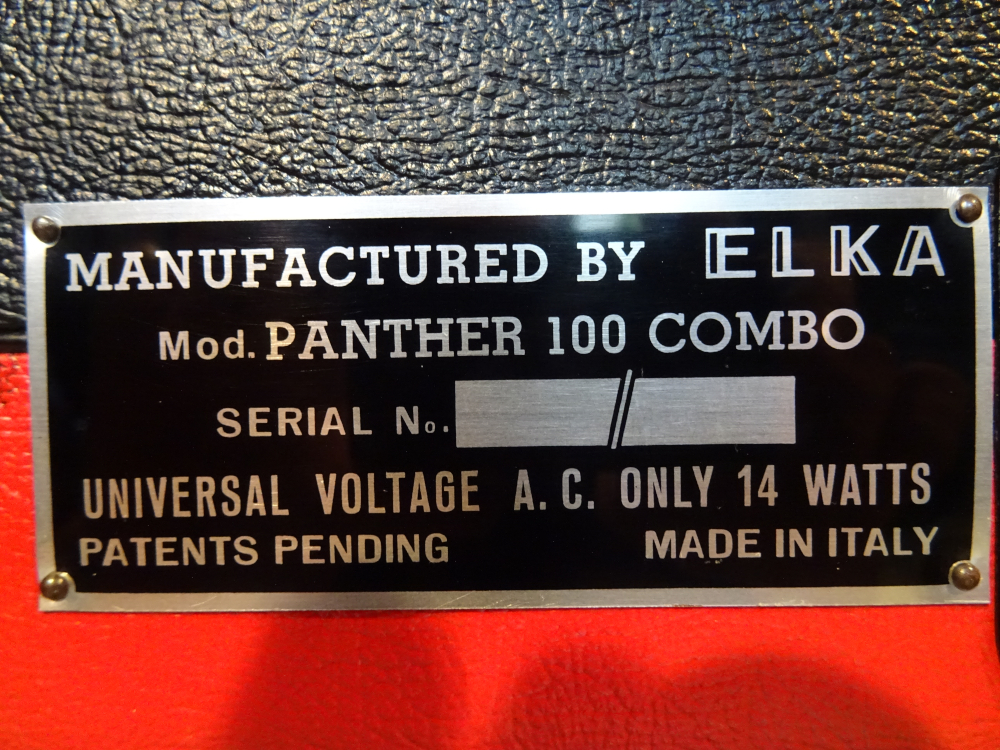 MANUFACTURED BY ELKA
Mod. PANTHER 100 COMBO
SERIAL No. //
UNIVERSAL VOLTAGE A.C. ONLY 14 WATTS
PATENTS PENDING MADE IN ITALY